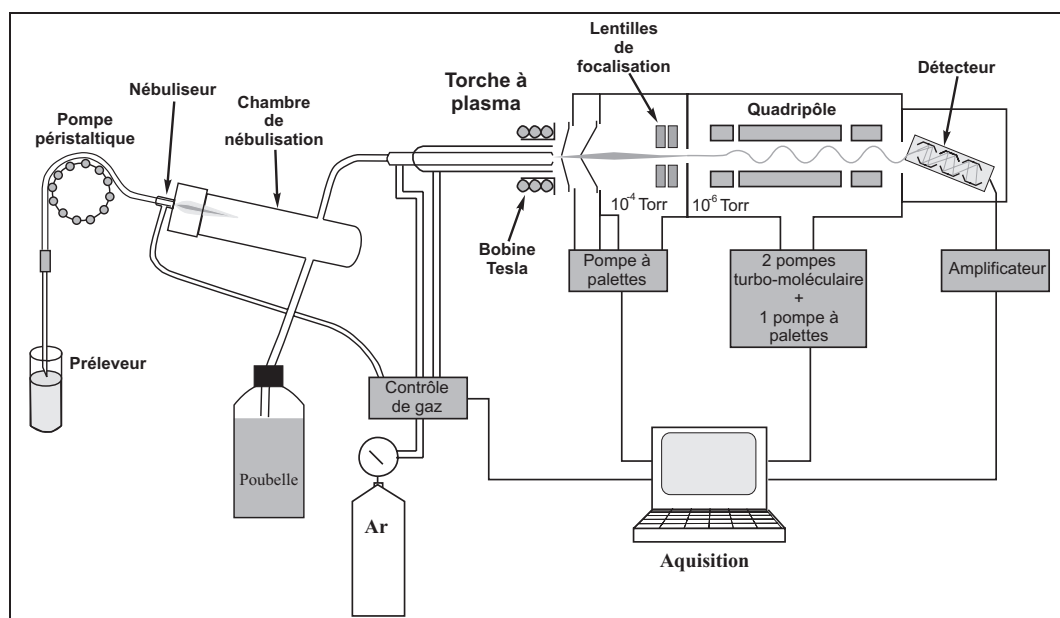 Lentilles
de
focalisation
Détecteur
Torche à
plasma
Nébuliseur
Chambre
de
nébulisation
Quadripôle
Pompe
péristaltique
10-4 Torr
10-6 Torr
Bobine
Tesla
Pompe à
palettes
2 pompes
turbo-moléculaire
+
1 pompe à
palettes
Amplificateur
Préleveur
Contrôle
de gaz
Poubelle
Ar
Aquisition